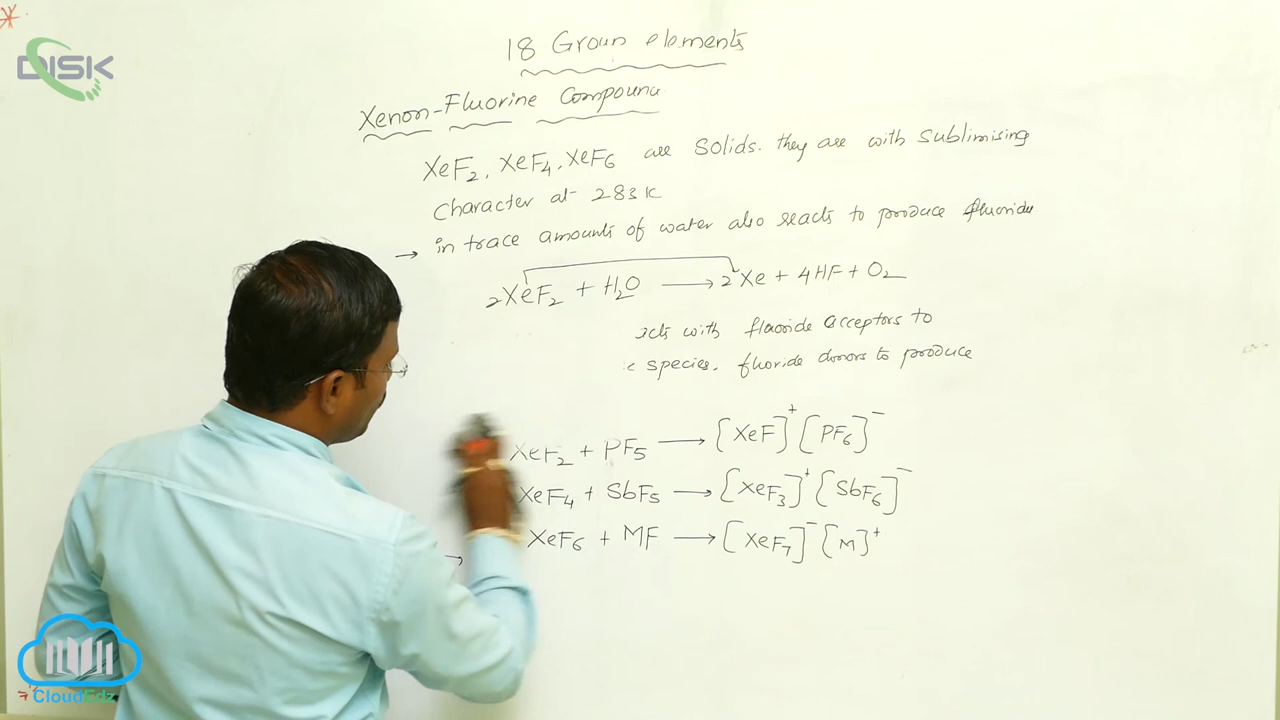 DISK
18 Group elements
Xenon-Fluorine Compound
XeF2, XeF4, XeF6 are solids. they are with sublimising
character at 283K
→ in trace amounts of water also reacts to produce fluoride
2XeF2 + H2O → 2Xe + 4HF + O2
with fluoride acceptors to
species. fluoride donors to produce
XeF2 + PF5 → [XeF]+ [PF6]-
XeF4 + SbF5 → [XeF3]+ [SbF6]-
→ XeF6 + MF → [XeF7]- [M]+
CloudEdz